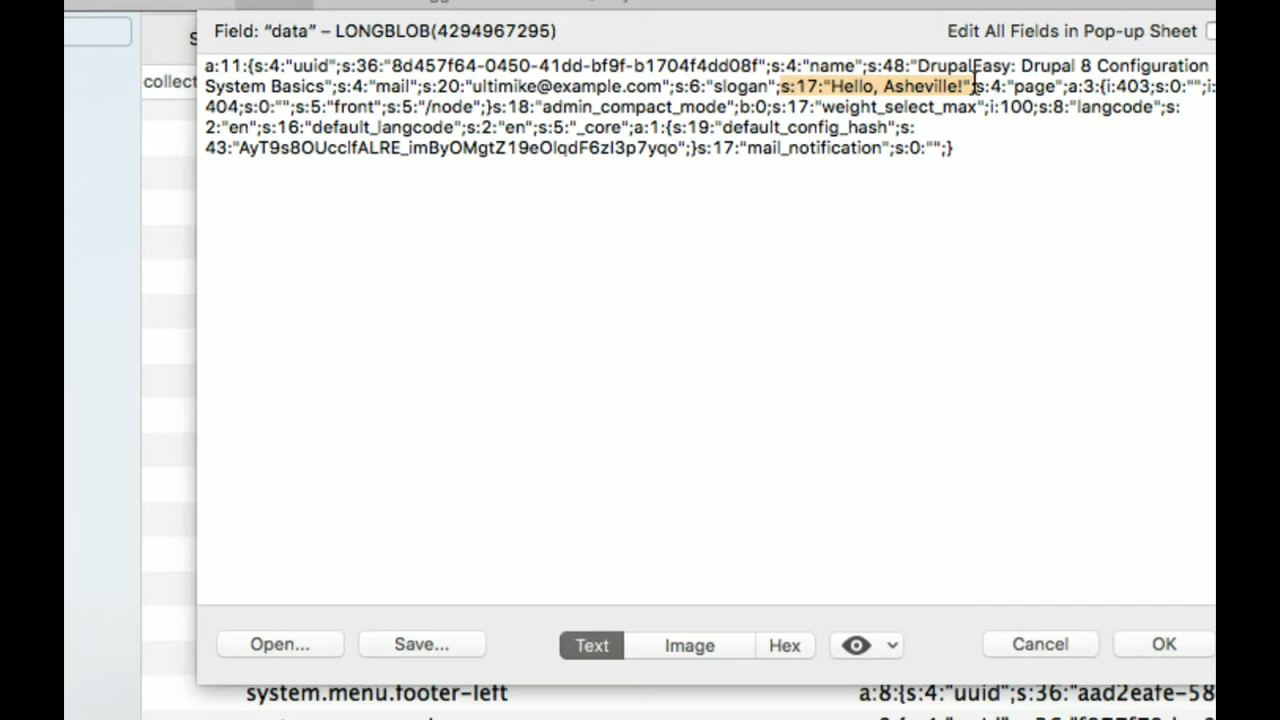 Field: "data" – LONGBLOB(4294967295)
Edit All Fields in Pop-up Sheet
collect
a:11:{s:4:"uuid";s:36:"8d457f64-0450-41dd-bf9f-b1704f4dd08f";s:4:"name";s:48:"DrupalEasy: Drupal 8 Configuration
System Basics";s:4:"mail";s:20:"ultimike@example.com";s:6:"slogan";s:17:"Hello, Asheville!";s:4:"page";a:3:{i:403;s:0:"";i:
404;s:0:"";s:5:"front";s:5:"/node";}s:18:"admin_compact_mode";b:0;s:17:"weight_select_max";i:100;s:8:"langcode";s:
2:"en";s:16:"default_langcode";s:2:"en";s:5:"_core";a:1:{s:19:"default_config_hash";s:
43:"AyT9s8OUcclfALRE_imByOMgtZ19eOlqdF6zI3p7yqo";}s:17:"mail_notification";s:0:"";}
Open... Save... Text Image Hex Cancel OK
system.menu.footer-left a:8:{s:4:"uuid";s:36:"aad2eafe-58